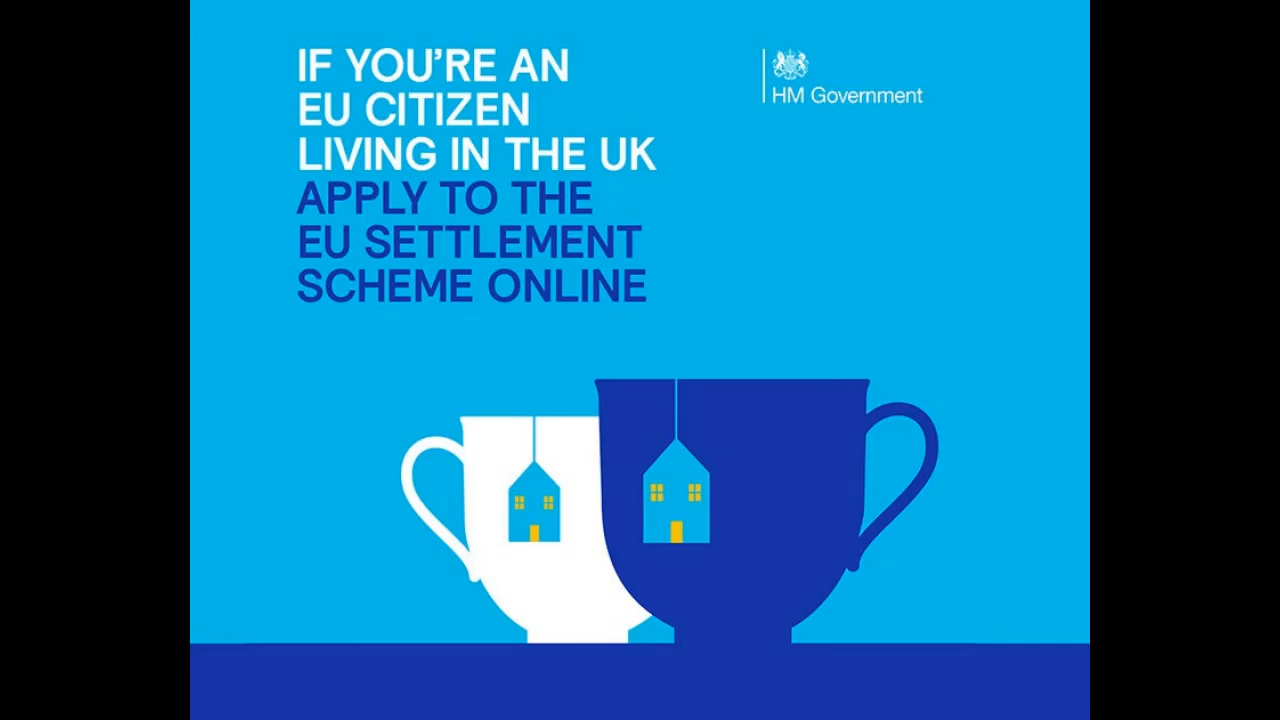 IF YOU’RE AN
EU CITIZEN
LIVING IN THE UK
APPLY TO THE
EU SETTLEMENT
SCHEME ONLINE
HM Government